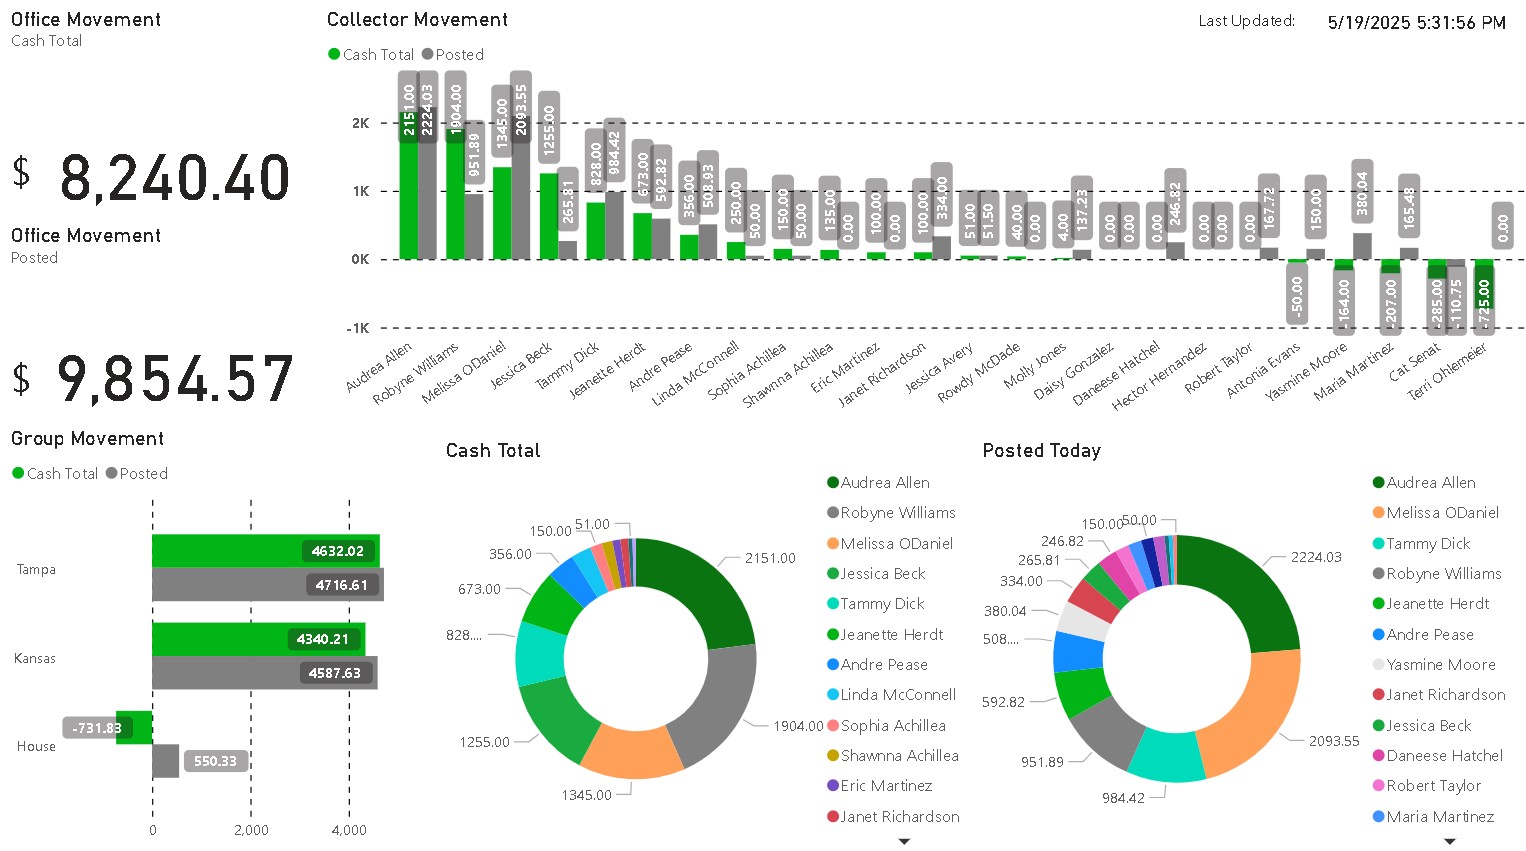 Office Movement
Cash Total
$ 8,240.40
Office Movement
Posted
$ 9,854.57
Collector Movement
Last Updated: 5/19/2025 5:31:56 PM
Cash Total Posted
2K
1K
0K
-1K
2151.00 2224.03 1904.00 951.89 1345.00 2093.55 1255.00 265.81 828.00 984.42 673.00 592.82 356.00 508.93 250.00 50.00 150.00 50.00 135.00 0.00 100.00 0.00 100.00 334.00 51.00 51.50 40.00 0.00 4.00 137.23 0.00 0.00 0.00 246.82 0.00 0.00 0.00 167.72 -50.00 150.00 -164.00 380.04 -207.00 165.48 -285.00 -110.75 -725.00 0.00
Audrea Allen
Robyne Williams
Melissa ODaniel
Jessica Beck
Tammy Dick
Jeanette Herdt
Andre Pease
Linda McConnell
Sophia Achillea
Shawnna Achillea
Eric Martinez
Janet Richardson
Jessica Avery
Rowdy McDade
Molly Jones
Daisy Gonzalez
Daneese Hatchel
Hector Hernandez
Robert Taylor
Antonia Evans
Yasmine Moore
Maria Martinez
Cat Senat
Terri Ohlemeier
Group Movement
Cash Total Posted
Tampa
4632.02
4716.61
Kansas
4340.21
4587.63
House
-731.83
550.33
0 2,000 4,000
Cash Total
2151.00
1904.00
1345.00
1255.00
828....
673.00
356.00
150.00
51.00
Audrea Allen
Robyne Williams
Melissa ODaniel
Jessica Beck
Tammy Dick
Jeanette Herdt
Andre Pease
Linda McConnell
Sophia Achillea
Shawnna Achillea
Eric Martinez
Janet Richardson
Posted Today
2224.03
2093.55
984.42
951.89
592.82
508....
380.04
334.00
265.81
246.82
150.00
50.00
Audrea Allen
Melissa ODaniel
Tammy Dick
Robyne Williams
Jeanette Herdt
Andre Pease
Yasmine Moore
Janet Richardson
Jessica Beck
Daneese Hatchel
Robert Taylor
Maria Martinez